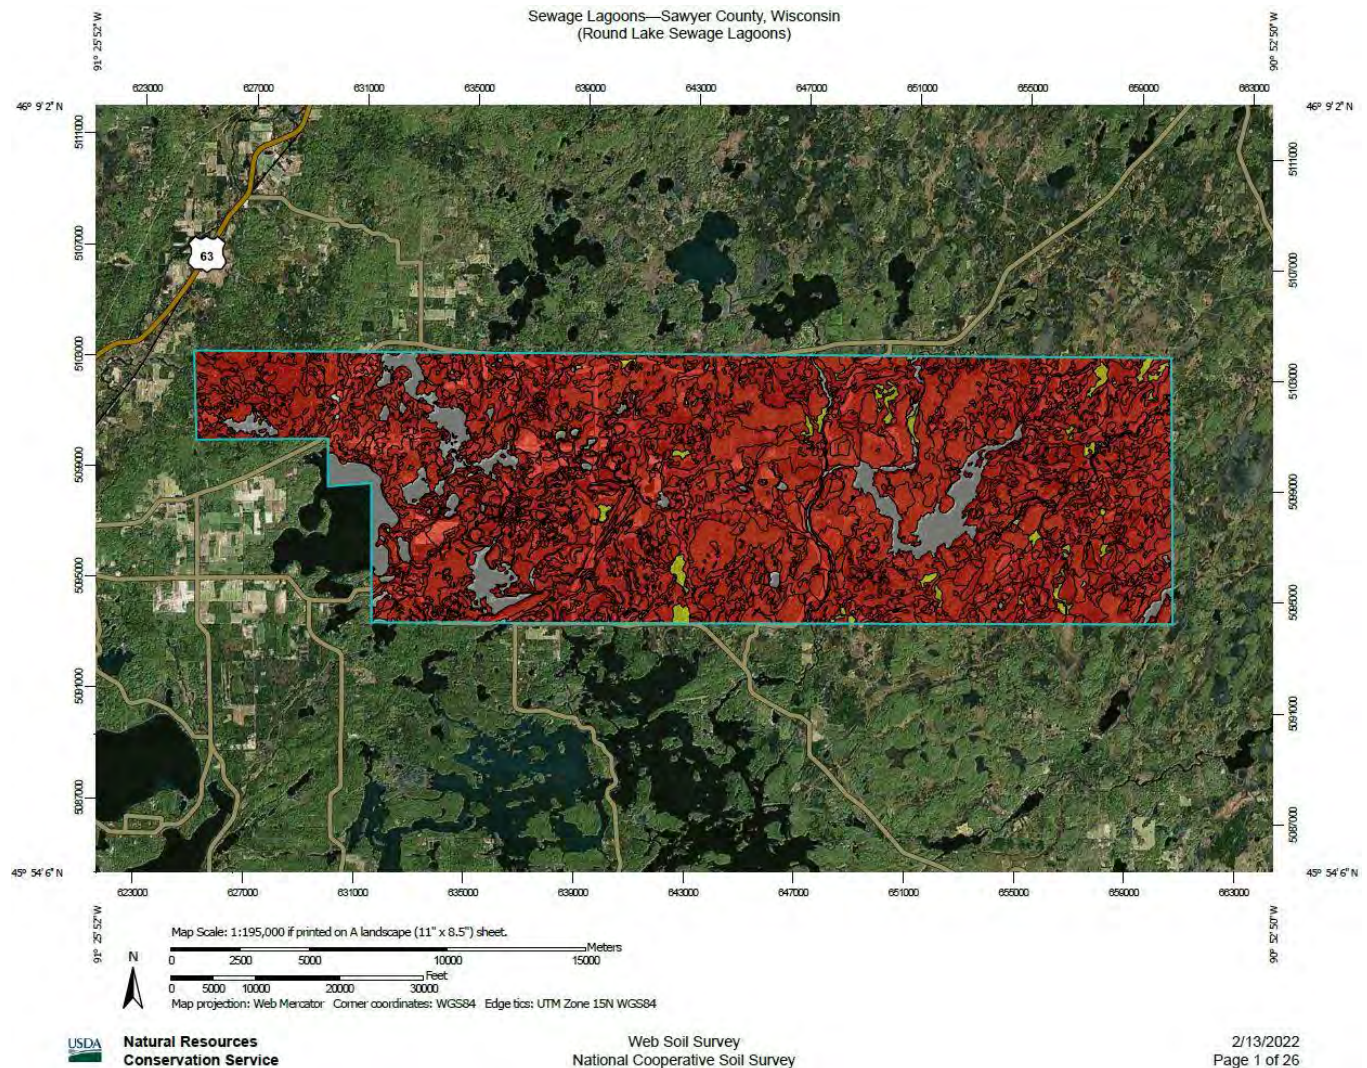 Sewage Lagoons—Sawyer County, Wisconsin
(Round Lake Sewage Lagoons)
91° 25' 52" W
90° 52' 50" W
623000 627000 631000 635000 639000 643000 647000 651000 655000 659000 663000
46° 9' 2" N
46° 9' 2" N
5111000
5111000
5107000
5107000
63
5103000
5103000
5099000
5099000
5095000
5095000
5091000
5091000
5087000
5087000
45° 54' 6" N
45° 54' 6" N
623000 627000 631000 635000 639000 643000 647000 651000 655000 659000 663000
91° 25' 52" W
90° 52' 50" W
Map Scale: 1:195,000 if printed on A landscape (11" x 8.5") sheet.
Meters
0 2500 5000 10000 15000
N
Feet
0 5000 10000 20000 30000
Map projection: Web Mercator Corner coordinates: WGS84 Edge tics: UTM Zone 15N WGS84
USDA
Natural Resources
Conservation Service
Web Soil Survey
National Cooperative Soil Survey
2/13/2022
Page 1 of 26